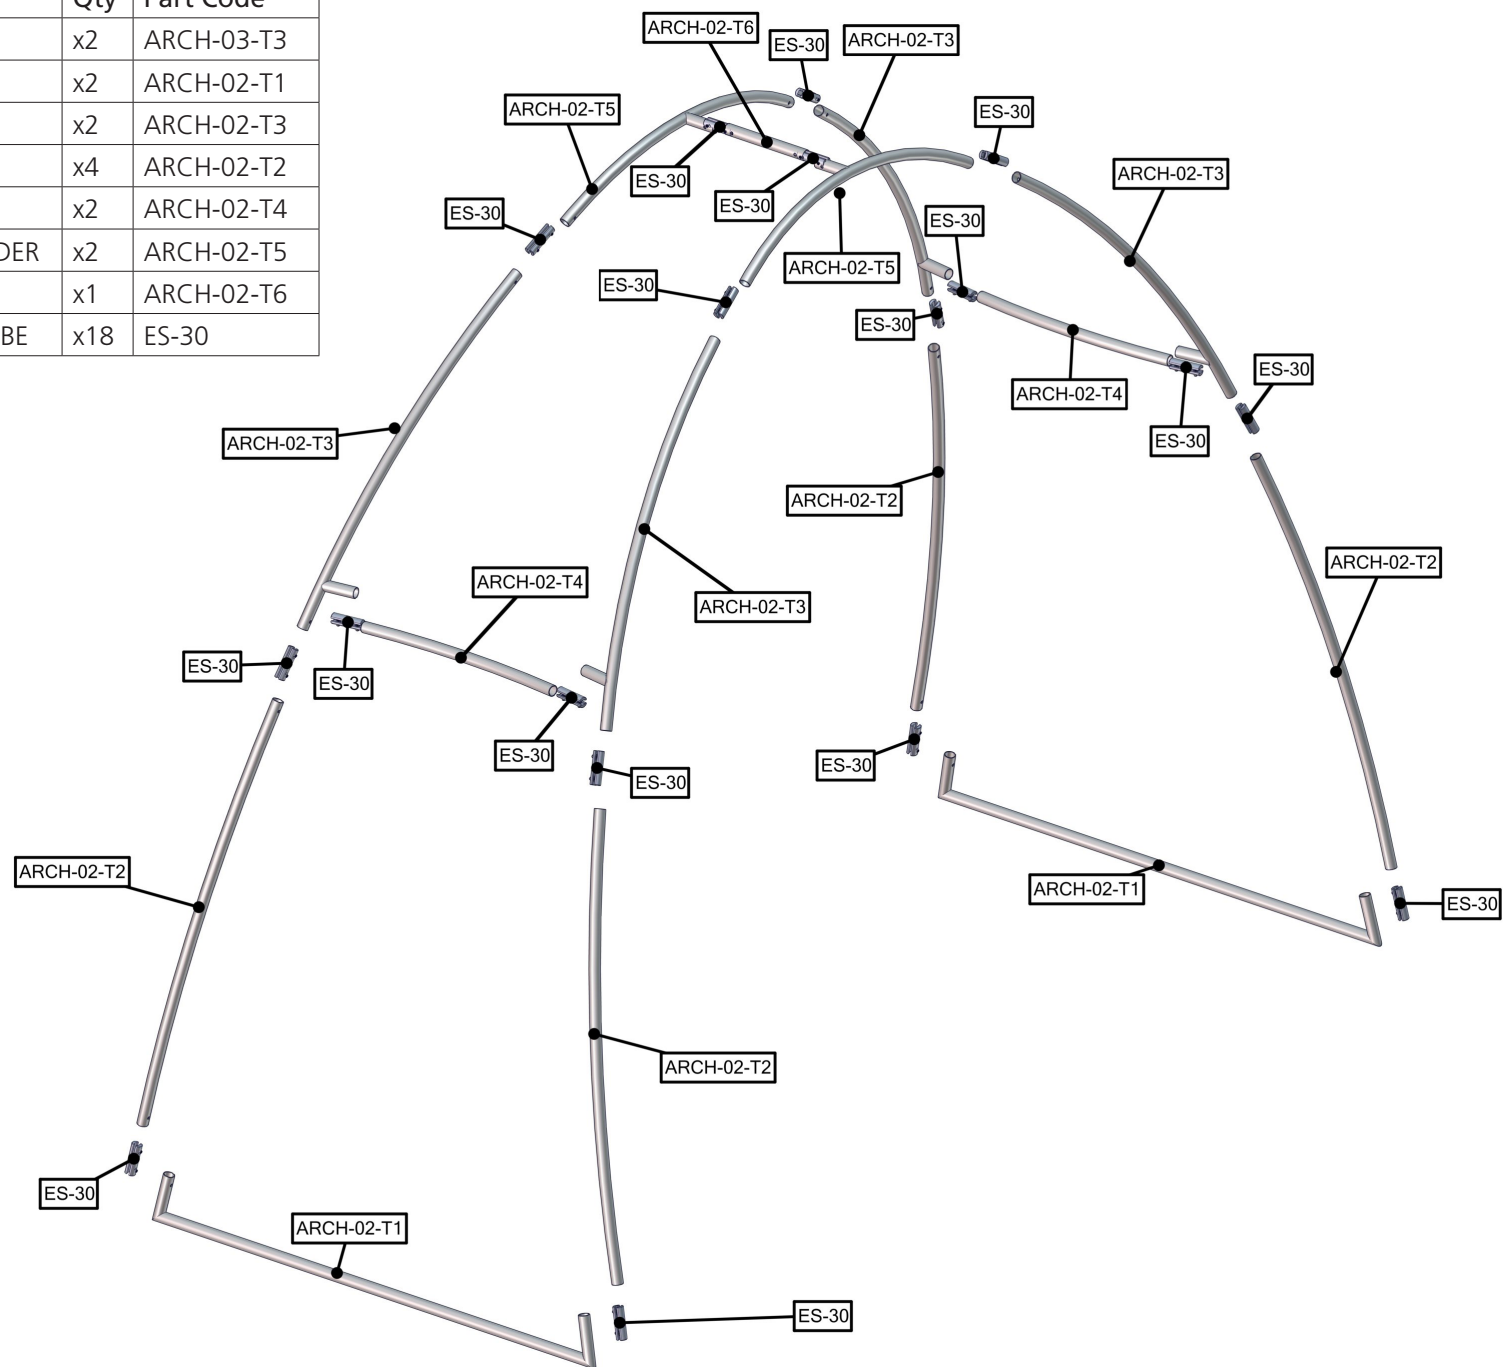 Qty Part Code
x2 ARCH-03-T3
x2 ARCH-02-T1
x2 ARCH-02-T3
x4 ARCH-02-T2
x2 ARCH-02-T4
DER x2 ARCH-02-T5
x1 ARCH-02-T6
BE x18 ES-30
ARCH-02-T6
ES-30
ARCH-02-T3
ARCH-02-T5
ES-30
ES-30
ARCH-02-T3
ES-30
ES-30
ES-30
ARCH-02-T5
ES-30
ES-30
ES-30
ARCH-02-T4
ES-30
ARCH-02-T3
ES-30
ARCH-02-T2
ARCH-02-T2
ARCH-02-T4
ARCH-02-T3
ES-30
ES-30
ES-30
ES-30
ES-30
ARCH-02-T2
ARCH-02-T1
ES-30
ARCH-02-T2
ES-30
ARCH-02-T1
ES-30